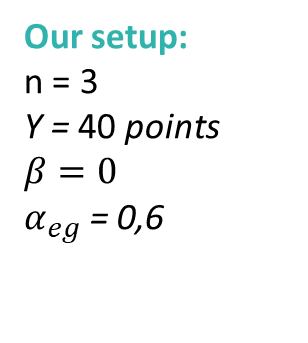 Our setup:
n = 3
Y = 40 points
β = 0
α_eg = 0,6